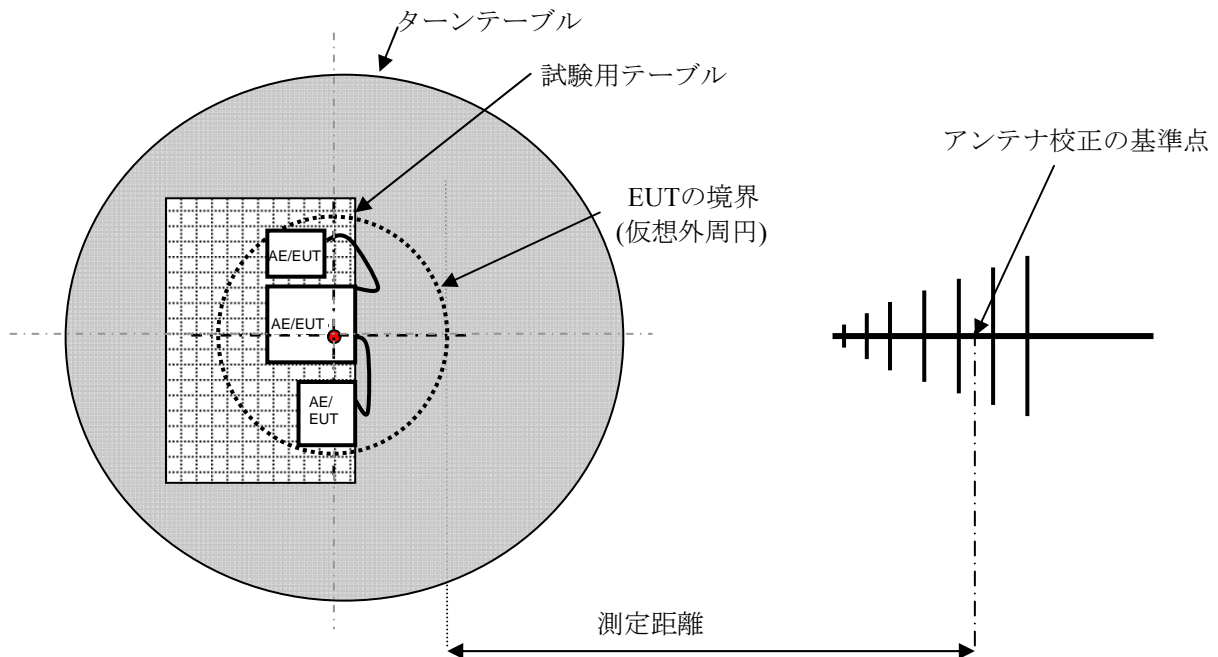 ターンテーブル
試験用テーブル
アンテナ校正の基準点
EUTの境界
(仮想外周円)
AE/EUT
AE/EUT
AE/
EUT
測定距離